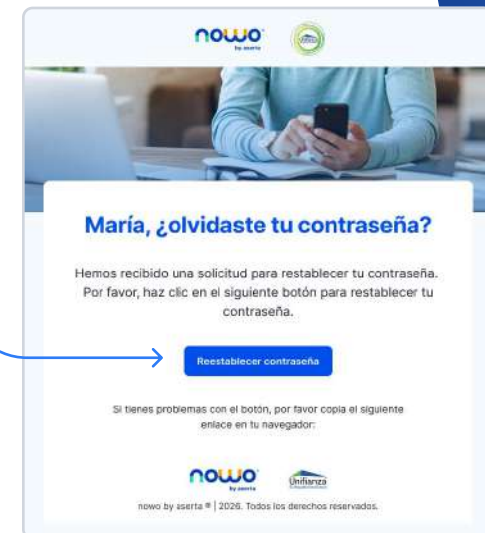 nowo
by aserta
María, ¿olvidaste tu contraseña?
Hemos recibido una solicitud para restablecer tu contraseña.
Por favor, haz clic en el siguiente botón para restablecer tu
contraseña.
Reestablecer contraseña
Si tienes problemas con el botón, por favor copia el siguiente
enlace en tu navegador:
nowo
by aserta
Unifianza
nowo by aserta ® | 2026. Todos los derechos reservados.